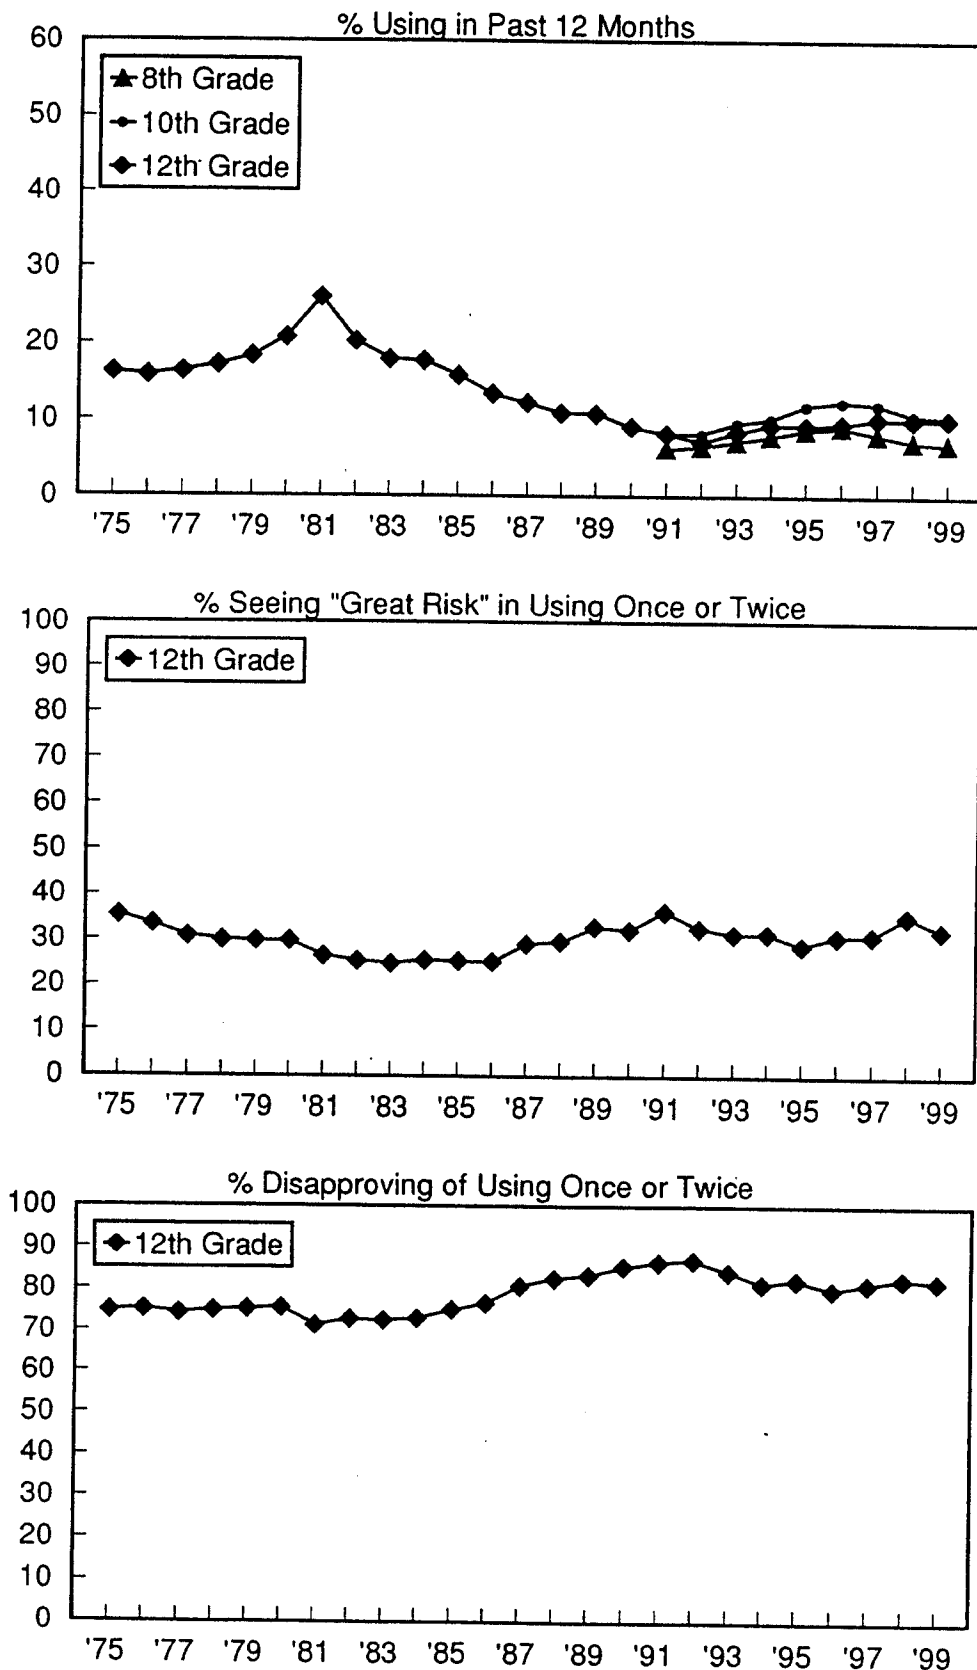 % Using in Past 12 Months
60
50
40
30
20
10
0
8th Grade
10th Grade
12th Grade
'75 '77 '79 '81 '83 '85 '87 '89 '91 '93 '95 '97 '99
% Seeing "Great Risk" in Using Once or Twice
100
90
80
70
60
50
40
30
20
10
0
12th Grade
'75 '77 '79 '81 '83 '85 '87 '89 '91 '93 '95 '97 '99
% Disapproving of Using Once or Twice
100
90
80
70
60
50
40
30
20
10
0
12th Grade
'75 '77 '79 '81 '83 '85 '87 '89 '91 '93 '95 '97 '99